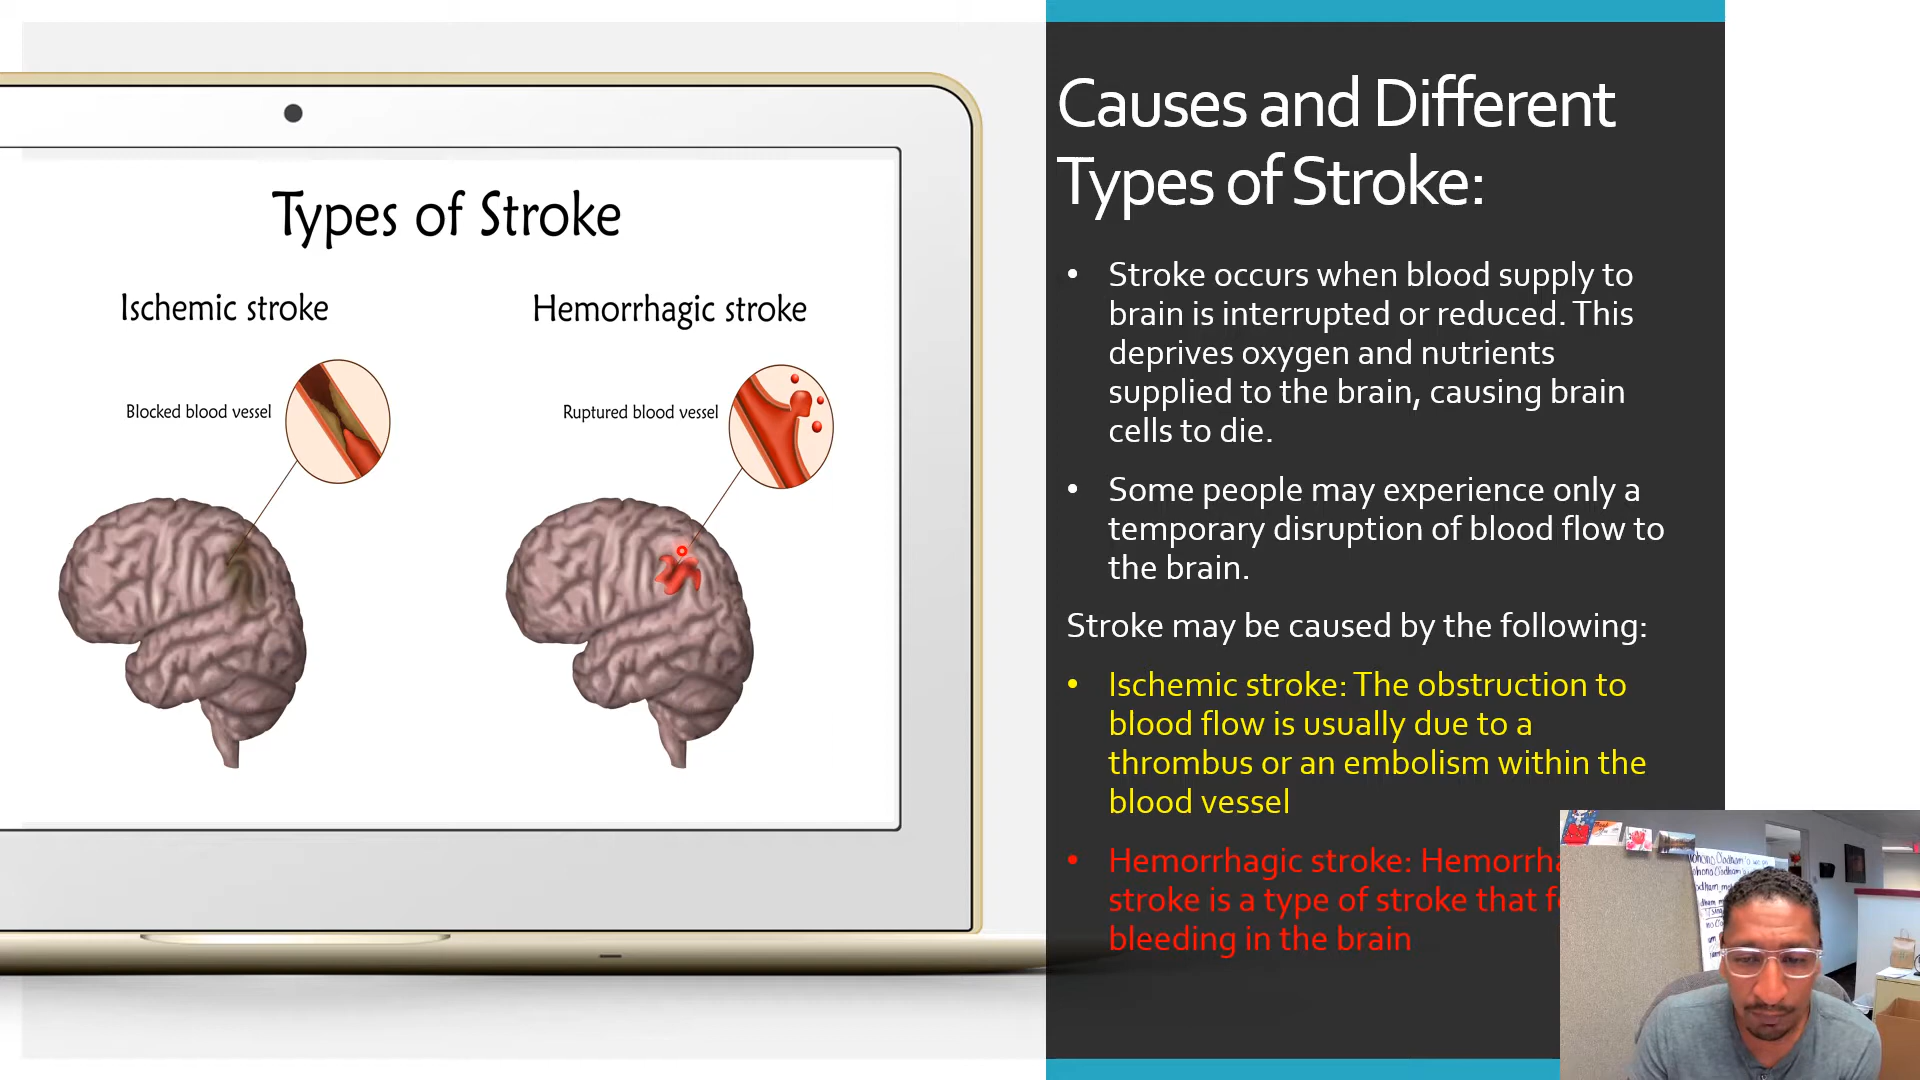 Types of Stroke
Ischemic stroke
Hemorrhagic stroke
Blocked blood vessel
Ruptured blood vessel
Causes and Different
Types of Stroke:
• Stroke occurs when blood supply to
brain is interrupted or reduced. This
deprives oxygen and nutrients
supplied to the brain, causing brain
cells to die.
• Some people may experience only a
temporary disruption of blood flow to
the brain.
Stroke may be caused by the following:
• Ischemic stroke: The obstruction to
blood flow is usually due to a
thrombus or an embolism within the
blood vessel
• Hemorrhagic stroke:
stroke is a type of stroke that
bleeding in the brain